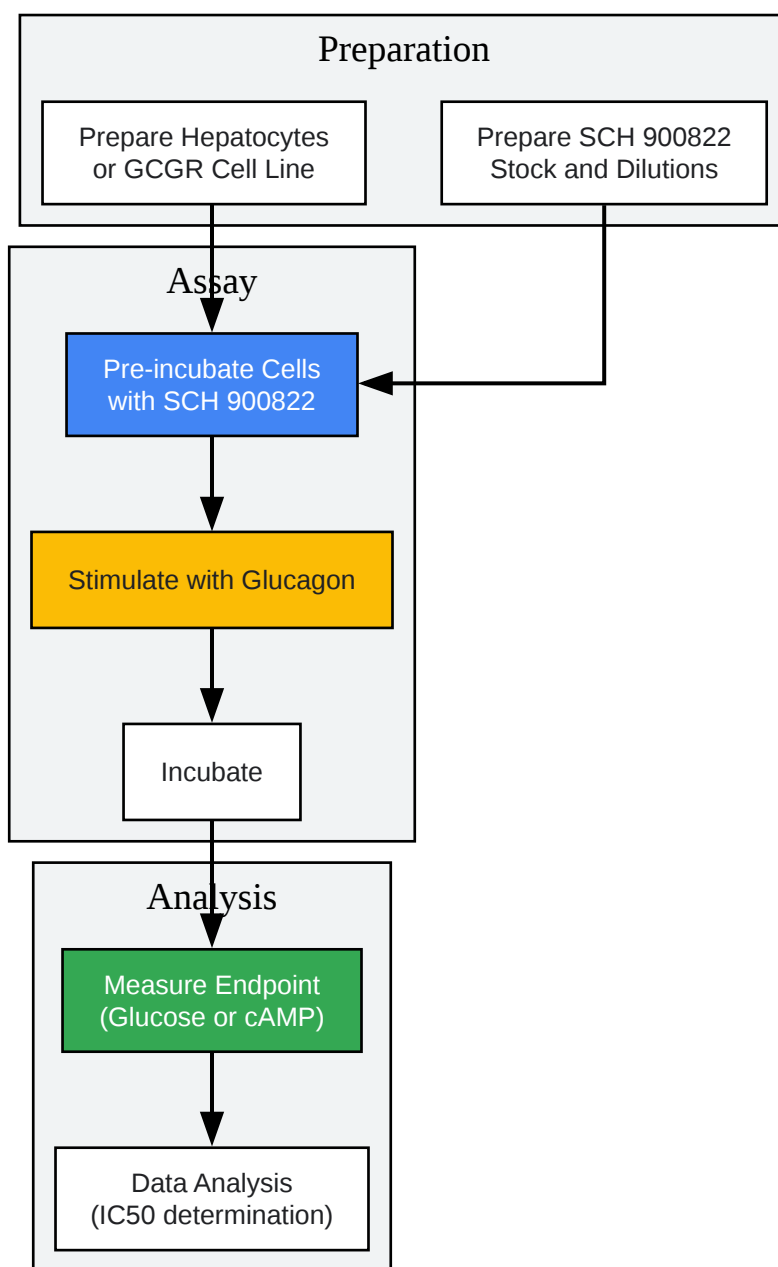 Preparation
Prepare Hepatocytes
or GCGR Cell Line
Prepare SCH 900822
Stock and Dilutions
Assay
Pre-incubate Cells
with SCH 900822
Stimulate with Glucagon
Incubate
Analysis
Measure Endpoint
(Glucose or cAMP)
Data Analysis
(IC50 determination)